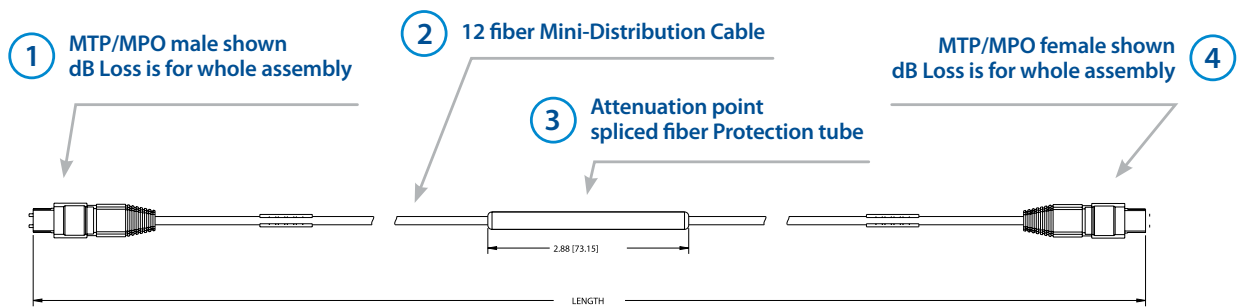 1
MTP/MPO male shown
dB Loss is for whole assembly
2
12 fiber Mini-Distribution Cable
3
Attenuation point
spliced fiber Protection tube
MTP/MPO female shown
dB Loss is for whole assembly
4
2.88 [73.15]
LENGTH